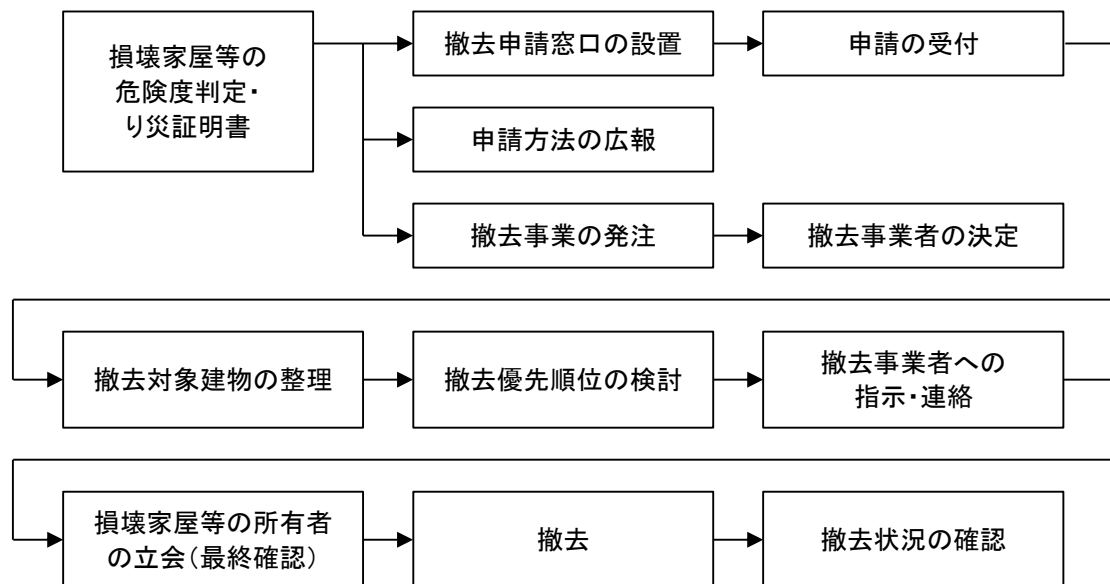 損壊家屋等の
危険度判定・
り災証明書
撤去申請窓口の設置
申請の受付
申請方法の広報
撤去事業の発注
撤去事業者の決定
撤去対象建物の整理
撤去優先順位の検討
撤去事業者への
指示・連絡
損壊家屋等の所有者
の立会(最終確認)
撤去
撤去状況の確認